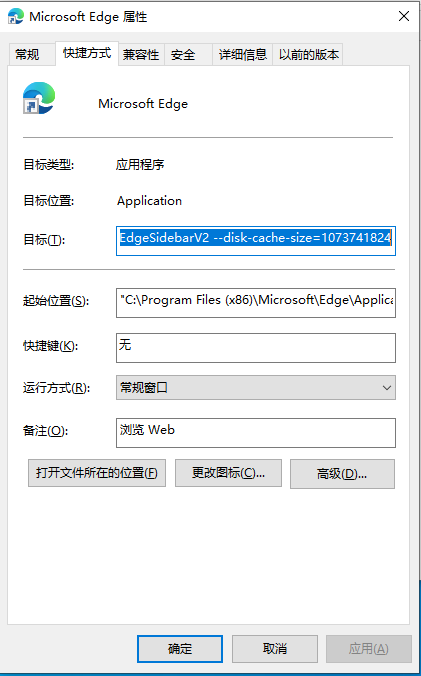 Microsoft Edge 属性
常规 快捷方式 兼容性 安全 详细信息 以前的版本
Microsoft Edge
目标类型: 应用程序
目标位置: Application
目标(T): EdgeSidebarV2 --disk-cache-size=1073741824
起始位置(S): "C:\Program Files (x86)\Microsoft\Edge\Applica
快捷键(K): 无
运行方式(R): 常规窗口
备注(O): 浏览 Web
打开文件所在的位置(F) 更改图标(C)... 高级(D)...
确定 取消 应用(A)